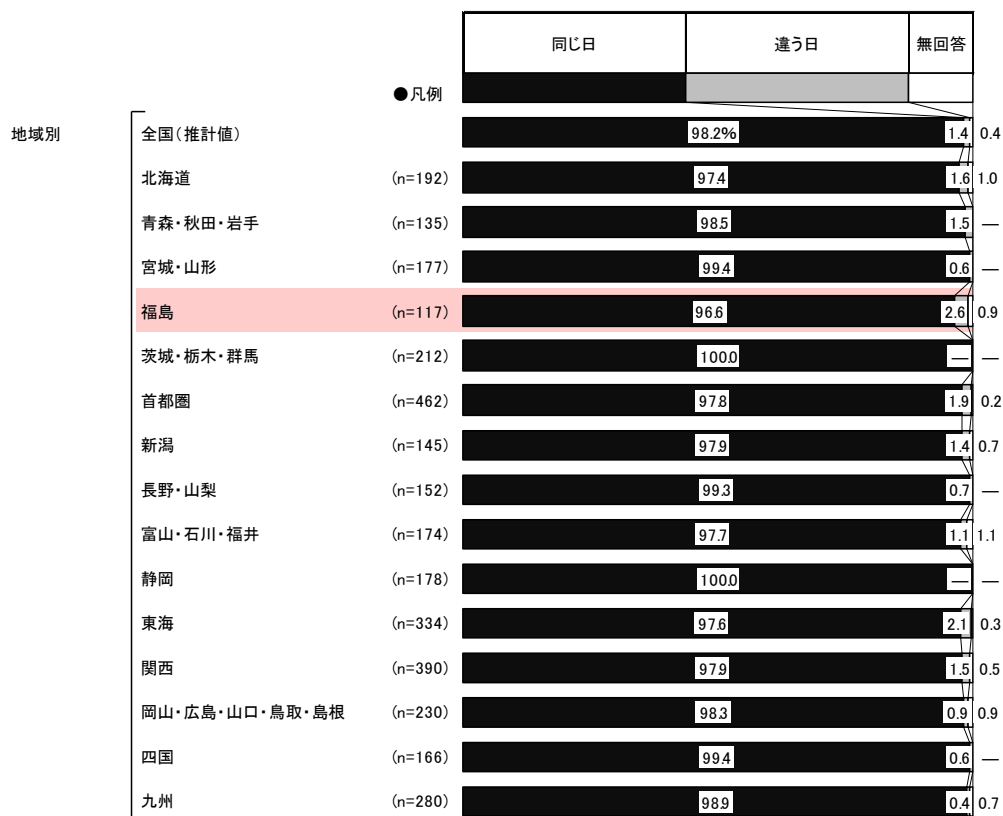 同じ日 違う日 無回答
●凡例
地域別 全国(推計値) 98.2% 1.4 0.4
北海道 (n=192) 97.4 1.6 1.0
青森・秋田・岩手 (n=135) 98.5 1.5 ―
宮城・山形 (n=177) 99.4 0.6 ―
福島 (n=117) 96.6 2.6 0.9
茨城・栃木・群馬 (n=212) 100.0 ― ―
首都圏 (n=462) 97.8 1.9 0.2
新潟 (n=145) 97.9 1.4 0.7
長野・山梨 (n=152) 99.3 0.7 ―
富山・石川・福井 (n=174) 97.7 1.1 1.1
静岡 (n=178) 100.0 ― ―
東海 (n=334) 97.6 2.1 0.3
関西 (n=390) 97.9 1.5 0.5
岡山・広島・山口・鳥取・島根 (n=230) 98.3 0.9 0.9
四国 (n=166) 99.4 0.6 ―
九州 (n=280) 98.9 0.4 0.7